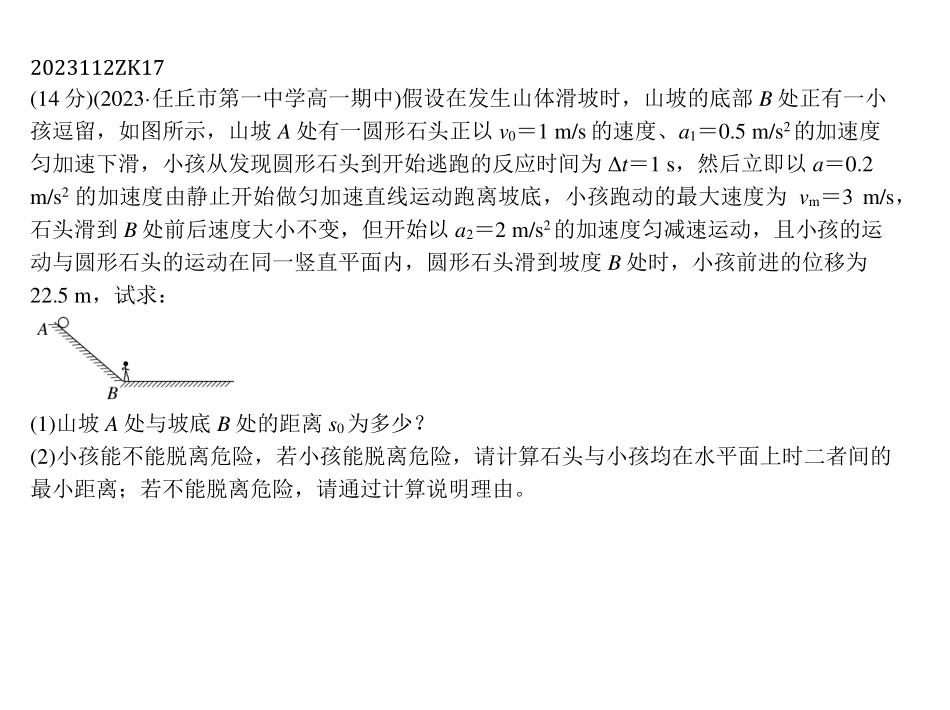 2023112ZK17
(14 分)(2023·任丘市第一中学高一期中)假设在发生山体滑坡时，山坡的底部 B 处正有一小
孩逗留，如图所示，山坡 A 处有一圆形石头正以 v₀＝1 m/s 的速度、a₁＝0.5 m/s² 的加速度
匀加速下滑，小孩从发现圆形石头到开始逃跑的反应时间为 Δt＝1 s，然后立即以 a＝0.2
m/s² 的加速度由静止开始做匀加速直线运动跑离坡底，小孩跑动的最大速度为 vₘ＝3 m/s，
石头滑到 B 处前后速度大小不变，但开始以 a₂＝2 m/s² 的加速度匀减速运动，且小孩的运
动与圆形石头的运动在同一竖直平面内，圆形石头滑到坡度 B 处时，小孩前进的位移为
22.5 m，试求：
A
B
(1)山坡 A 处与坡底 B 处的距离 s₀ 为多少？
(2)小孩能不能脱离危险，若小孩能脱离危险，请计算石头与小孩均在水平面上时二者间的
最小距离；若不能脱离危险，请通过计算说明理由。